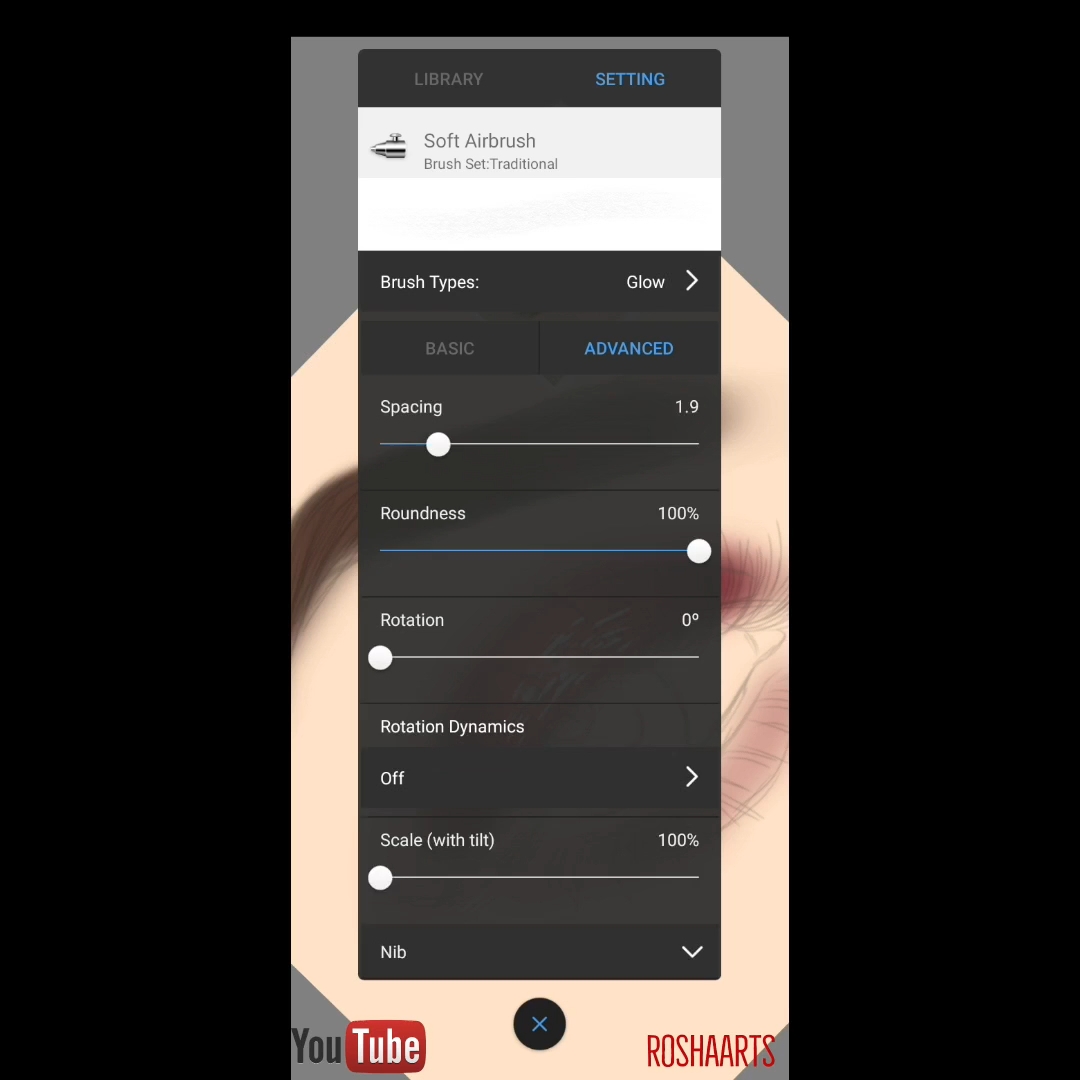 LIBRARY SETTING
Soft Airbrush
Brush Set:Traditional
Brush Types: Glow
BASIC ADVANCED
Spacing 1.9
Roundness 100%
Rotation 0º
Rotation Dynamics
Off
Scale (with tilt) 100%
Nib
YouTube ROSHAARTS